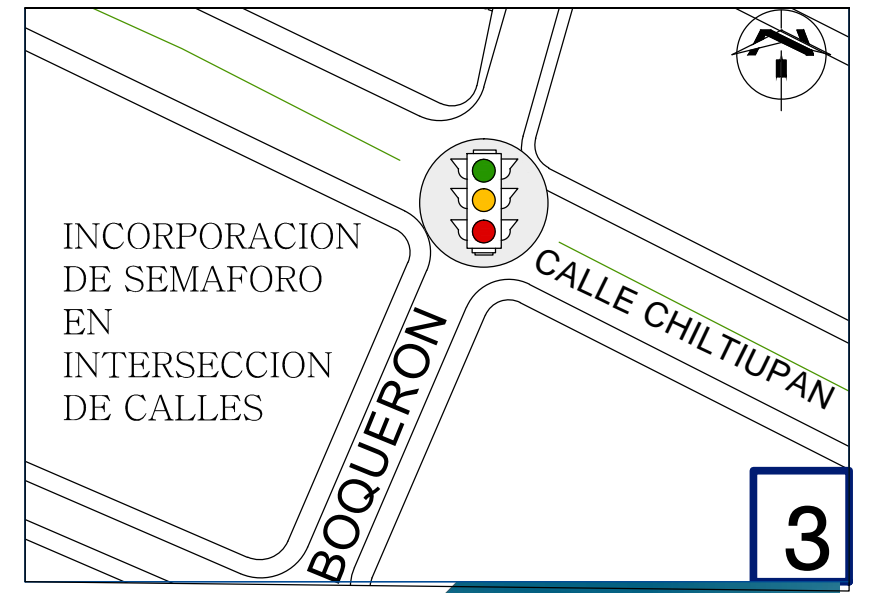 INCORPORACION
DE SEMAFORO
EN
INTERSECCION
DE CALLES
BOQUERON
CALLE CHILTIUPAN
3